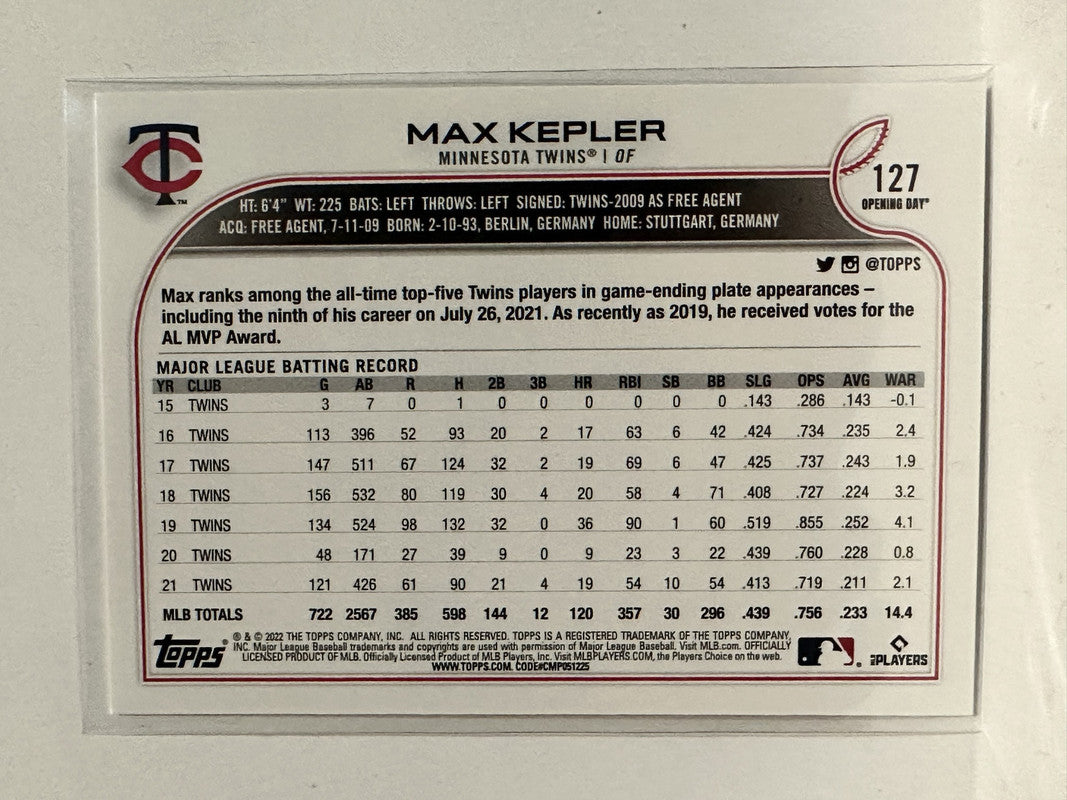 TC™
MAX KEPLER
MINNESOTA TWINS® | OF
127
OPENING DAY®
HT: 6'4" WT: 225 BATS: LEFT THROWS: LEFT SIGNED: TWINS-2009 AS FREE AGENT
ACQ: FREE AGENT, 7-11-09 BORN: 2-10-93, BERLIN, GERMANY HOME: STUTTGART, GERMANY
@TOPPS
Max ranks among the all-time top-five Twins players in game-ending plate appearances –
including the ninth of his career on July 26, 2021. As recently as 2019, he received votes for the
AL MVP Award.
MAJOR LEAGUE BATTING RECORD
YR CLUB G AB R H 2B 3B HR RBI SB BB SLG OPS AVG WAR
15 TWINS 3 7 0 1 0 0 0 0 0 0 .143 .286 .143 -0.1
16 TWINS 113 396 52 93 20 2 17 63 6 42 .424 .734 .235 2.4
17 TWINS 147 511 67 124 32 2 19 69 6 47 .425 .737 .243 1.9
18 TWINS 156 532 80 119 30 4 20 58 4 71 .408 .727 .224 3.2
19 TWINS 134 524 98 132 32 0 36 90 1 60 .519 .855 .252 4.1
20 TWINS 48 171 27 39 9 0 9 23 3 22 .439 .760 .228 0.8
21 TWINS 121 426 61 90 21 4 19 54 10 54 .413 .719 .211 2.1
MLB TOTALS 722 2567 385 598 144 12 120 357 30 296 .439 .756 .233 14.4
Topps®
® & © 2022 THE TOPPS COMPANY, INC. ALL RIGHTS RESERVED. TOPPS IS A REGISTERED TRADEMARK OF THE TOPPS COMPANY,
INC. Major League Baseball trademarks and copyrights are used with permission of Major League Baseball. Visit MLB.com. OFFICIALLY
LICENSED PRODUCT OF MLB. Officially Licensed Product of MLB Players, Inc. Visit MLBPLAYERS.COM, the Players Choice on the web.
WWW.TOPPS.COM. CODE#CMP051225
PLAYERS